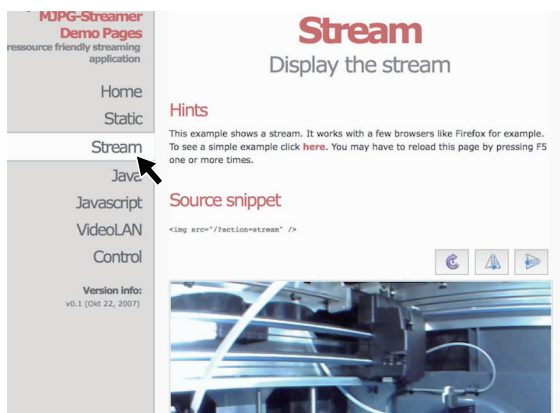 MJPG-Streamer
Demo Pages
ressource friendly streaming
application
Home
Static
Stream
Java
Javascript
VideoLAN
Control
Version info:
v0.1 (Okt 22, 2007)
Stream
Display the stream
Hints
This example shows a stream. It works with a few browsers like Firefox for example.
To see a simple example click here. You may have to reload this page by pressing F5
one or more times.
Source snippet
<img src="/?action=stream" />